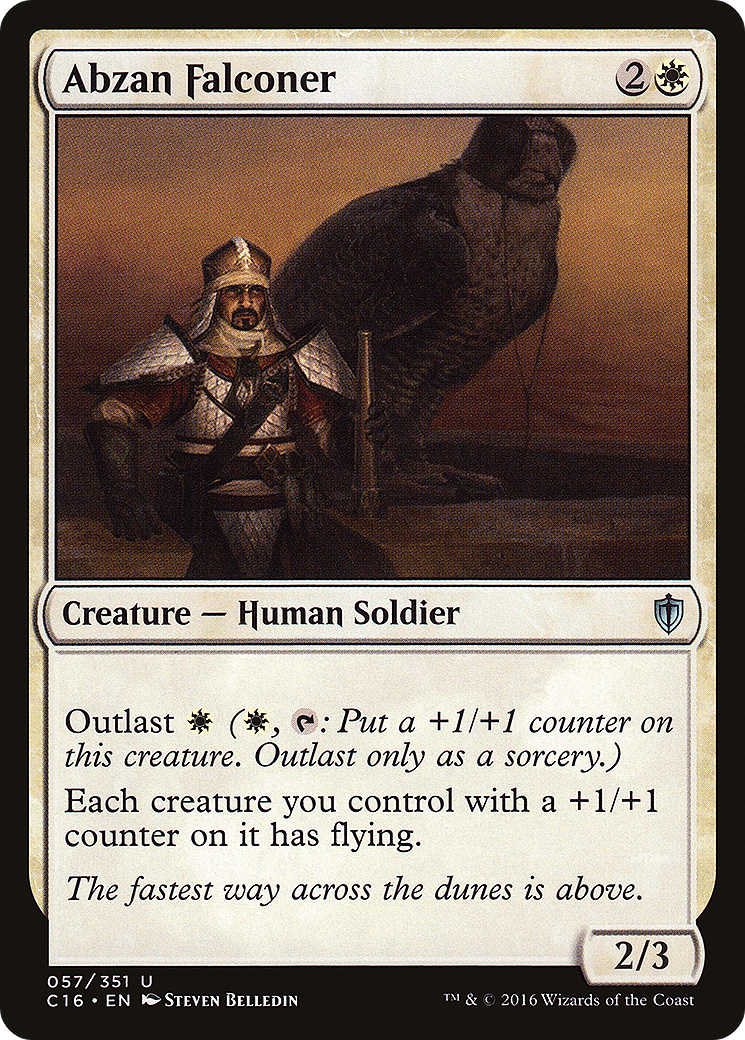 Abzan Falconer 2
Creature — Human Soldier
Outlast (, : Put a +1/+1 counter on
this creature. Outlast only as a sorcery.)
Each creature you control with a +1/+1
counter on it has flying.
The fastest way across the dunes is above.
2/3
057/351 U
C16 • EN Steven Belledin
™ & © 2016 Wizards of the Coast